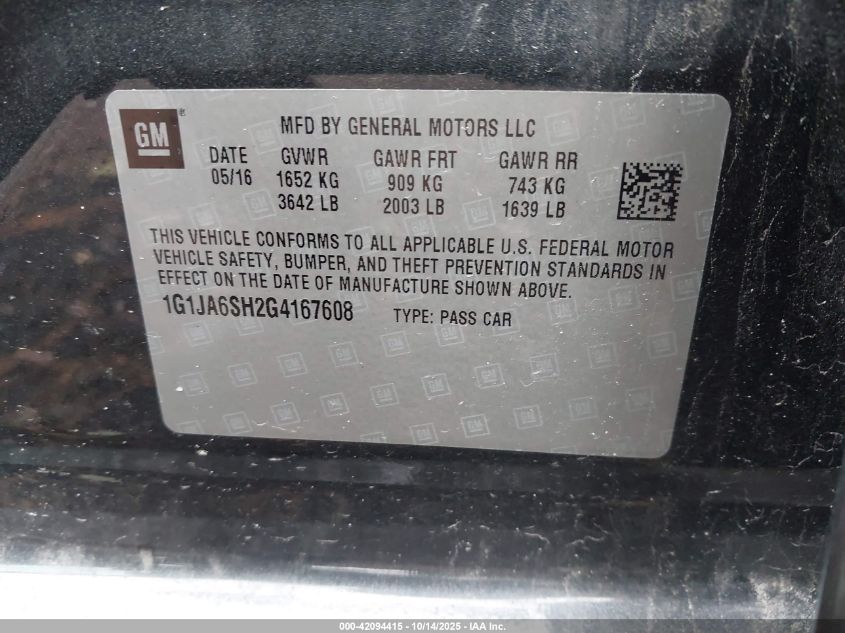 GM ®
MFD BY GENERAL MOTORS LLC
DATE GVWR GAWR FRT GAWR RR
05/16 1652 KG 909 KG 743 KG
3642 LB 2003 LB 1639 LB
THIS VEHICLE CONFORMS TO ALL APPLICABLE U.S. FEDERAL MOTOR
VEHICLE SAFETY, BUMPER, AND THEFT PREVENTION STANDARDS IN
EFFECT ON THE DATE OF MANUFACTURE SHOWN ABOVE.
1G1JA6SH2G4167608 TYPE: PASS CAR
000-42094415 - 10/14/2025 - IAA Inc.